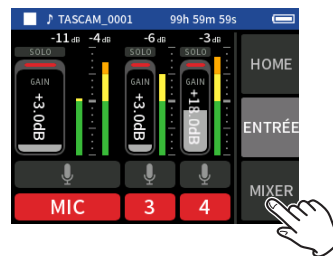 ♪ TASCAM_0001 99h 59m 59s
-11 dB -4 dB -6 dB -3 dB
SOLO SOLO SOLO
GAIN GAIN GAIN
+3.0dB +3.0dB +18.0dB
MIC 3 4
HOME
ENTRÉE
MIXER